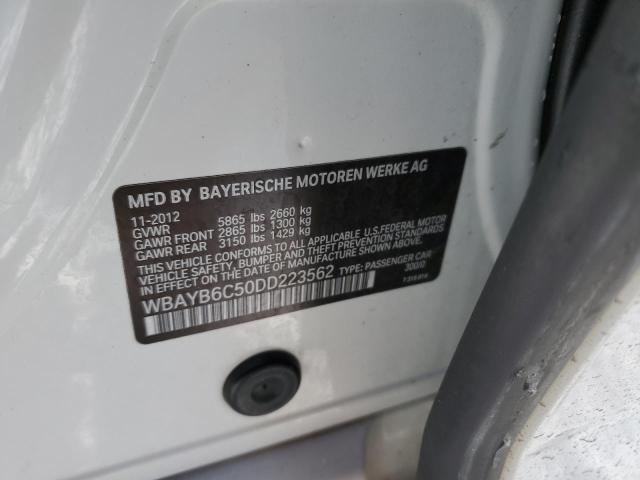 MFD BY BAYERISCHE MOTOREN WERKE AG
11-2012
GVWR 5865 lbs 2660 kg
GAWR FRONT 2865 lbs 1300 kg
GAWR REAR 3150 lbs 1429 kg
THIS VEHICLE CONFORMS TO ALL APPLICABLE U.S.FEDERAL MOTOR
VEHICLE SAFETY, BUMPER AND THEFT PREVENTION STANDARDS
IN EFFECT ON THE DATE OF MANUFACTURE SHOWN ABOVE.
WBAYB6C50DD223562 TYPE: PASSENGER CAR
300/0